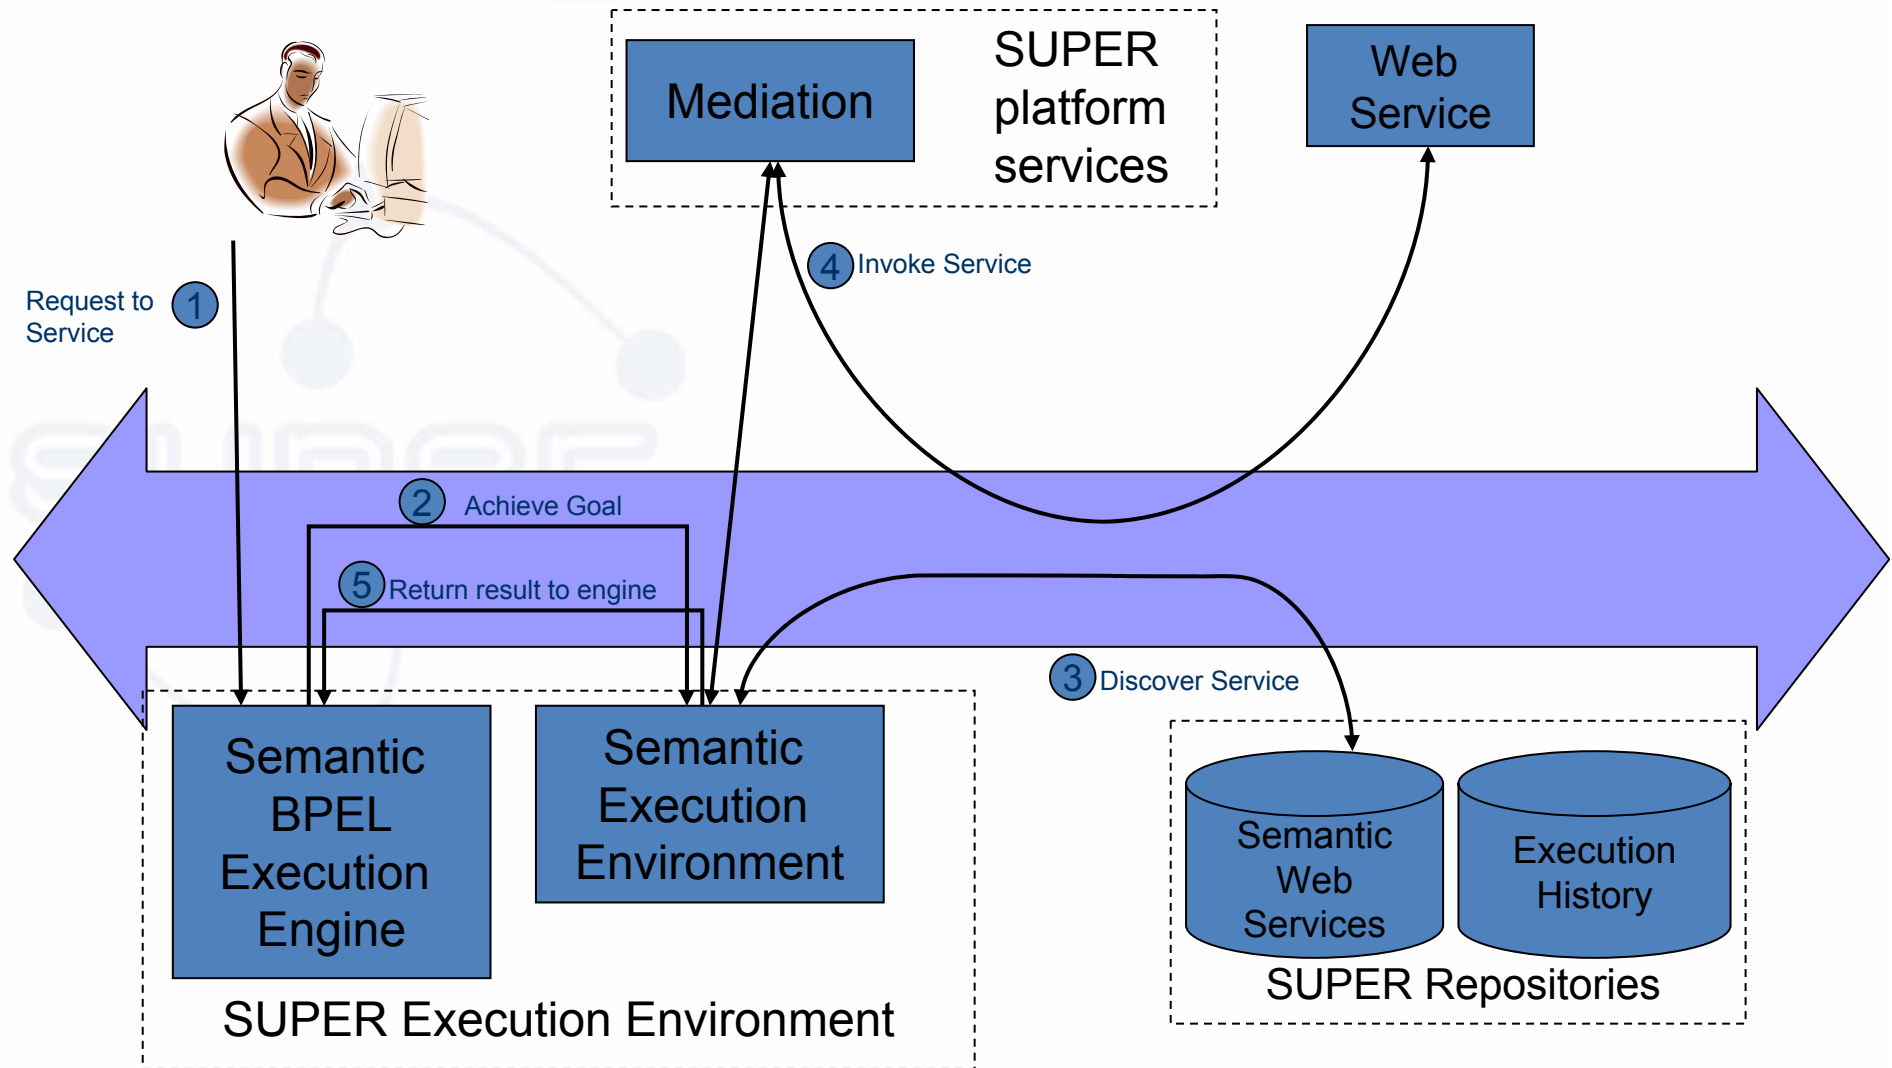 Mediation
SUPER
platform
services
Web
Service
4 Invoke Service
Request to
Service
1
SUPER
2 Achieve Goal
5 Return result to engine
3 Discover Service
Semantic
BPEL
Execution
Engine
Semantic
Execution
Environment
Semantic
Web
Services
Execution
History
SUPER Repositories
SUPER Execution Environment